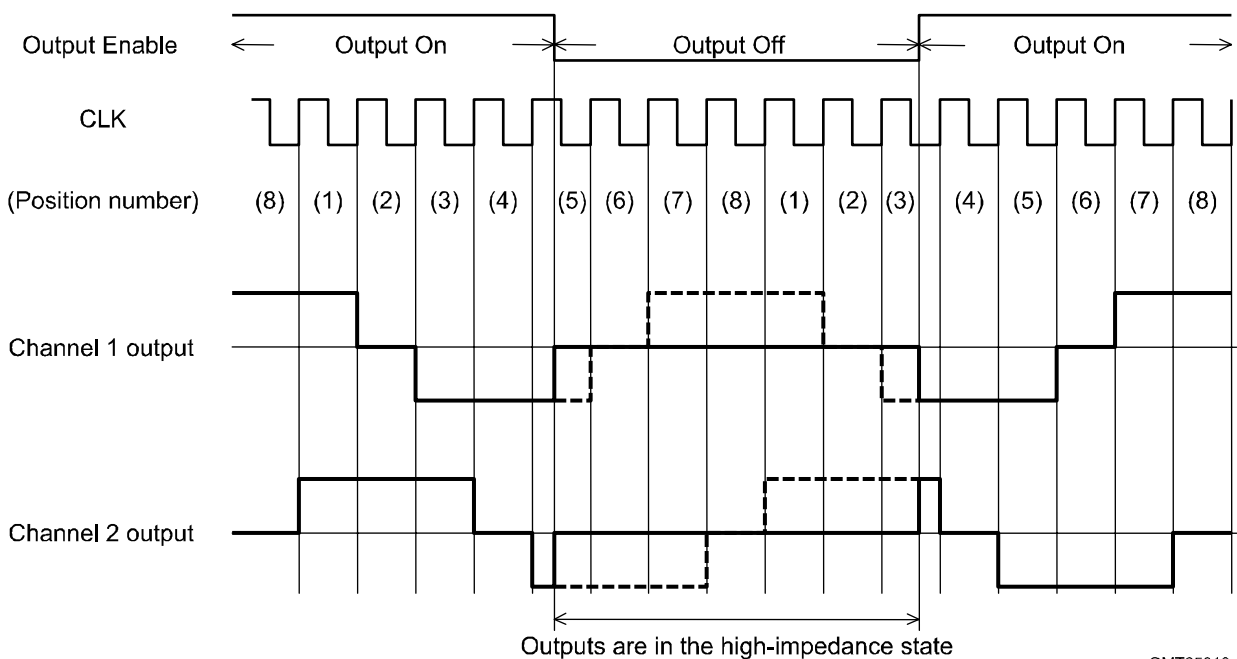 Output Enable
Output On
Output Off
Output On
CLK
(Position number)
(8) (1) (2) (3) (4) (5) (6) (7) (8) (1) (2) (3) (4) (5) (6) (7) (8)
Channel 1 output
Channel 2 output
Outputs are in the high-impedance state